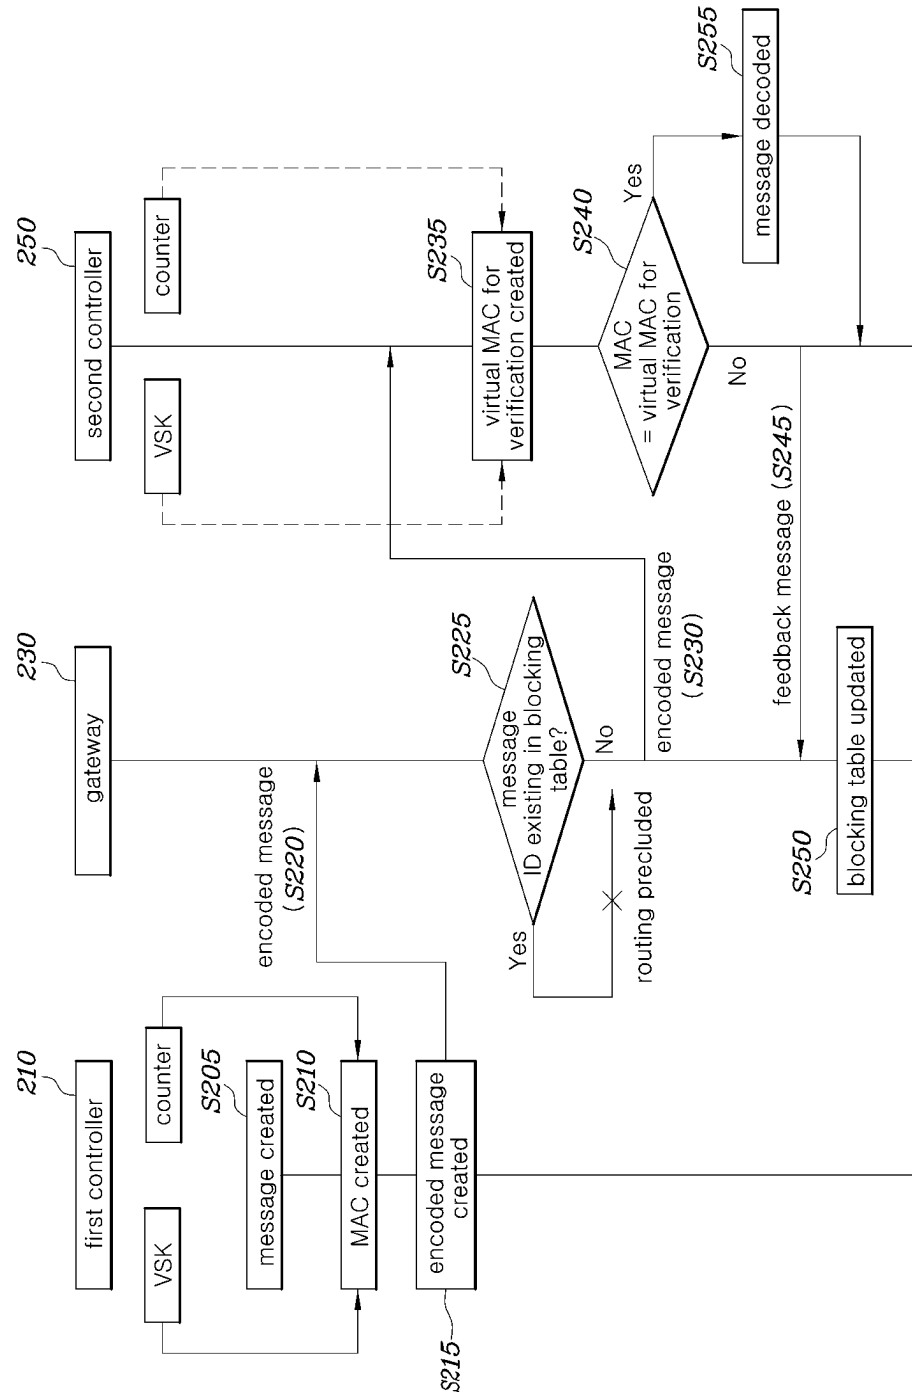 210
first controller
VSK
counter
S205
message created
S210
MAC created
S215
encoded message
created
encoded message
(S220)
230
gateway
S225
message
ID existing in blocking
table?
Yes
routing precluded
No
encoded message
(S230)
250
second controller
VSK
counter
S235
virtual MAC for
verification created
S240
MAC
= virtual MAC for
verification
Yes
No
S255
message decoded
feedback message (S245)
S250
blocking table updated